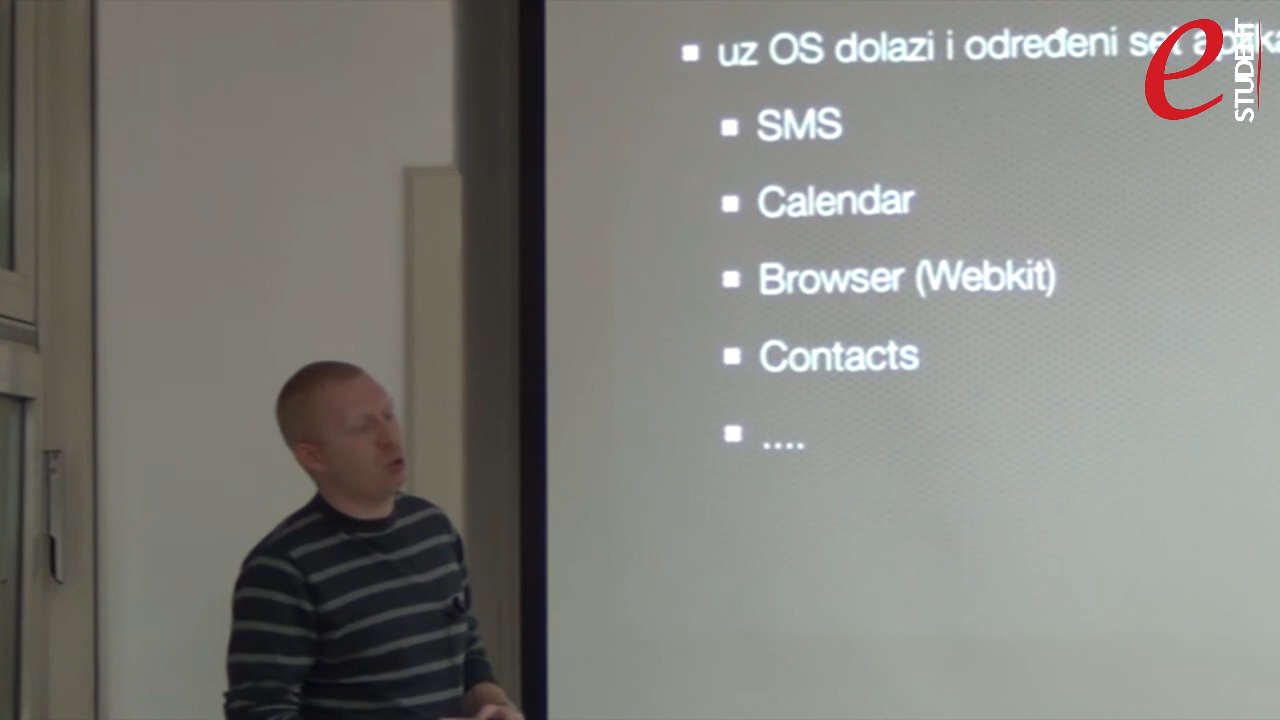 uz OS dolazi i određeni set
SMS
Calendar
Browser (Webkit)
Contacts
....
e
STUDENT